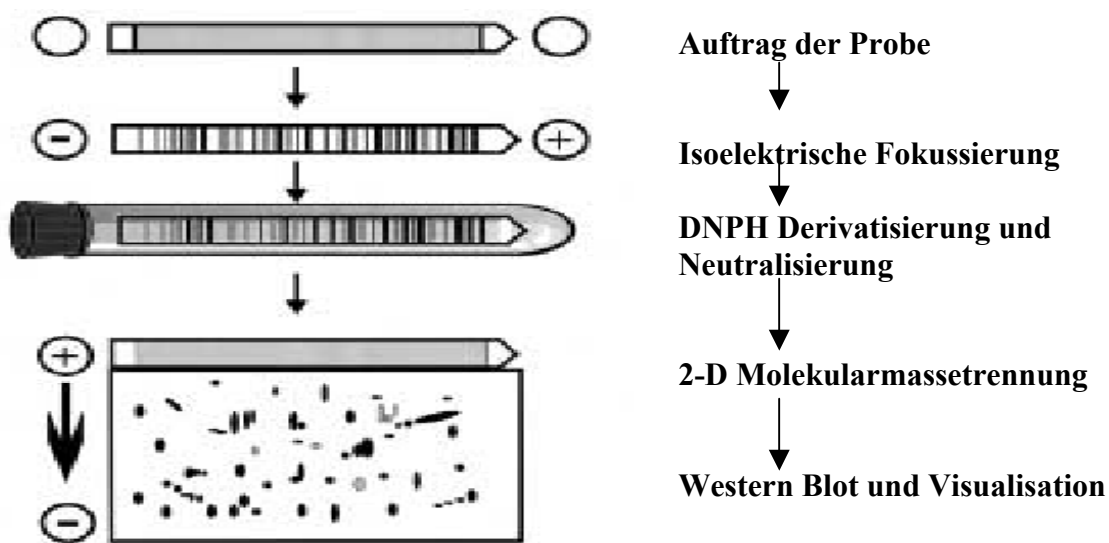 Auftrag der Probe
−
+
Isoelektrische Fokussierung
DNPH Derivatisierung und
Neutralisierung
+
2-D Molekularmassetrennung
Western Blot und Visualisation
−